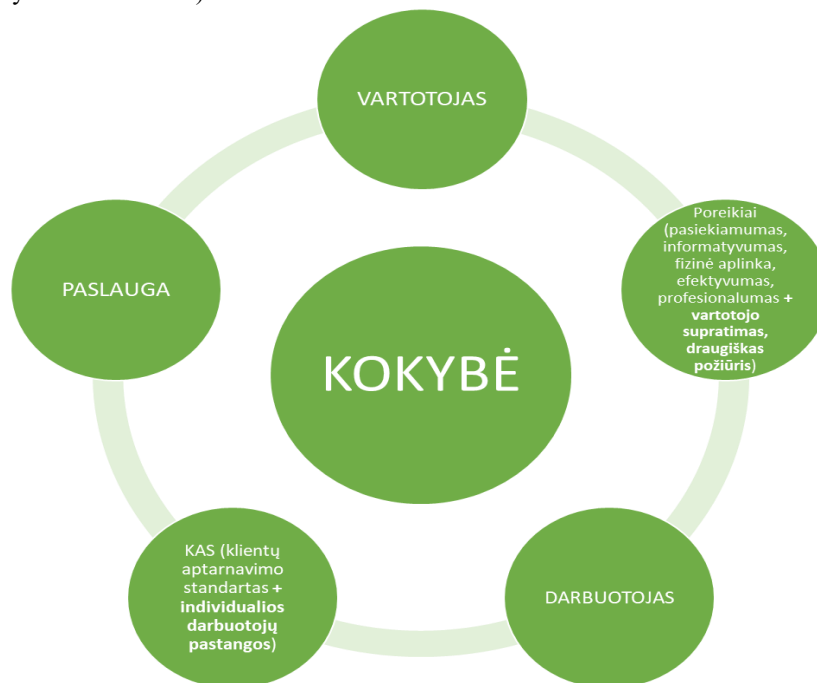 VARTOTOJAS
Poreikiai
(pasiekiamumas,
informatyvumas,
fizinė aplinka,
efektyvumas,
profesionalumas +
vartotojo
supratimas,
draugiškas
požiūris)
PASLAUGA
KOKYBĖ
KAS (klientų
aptarnavimo
standartas +
individualios
darbuotojų
pastangos)
DARBUOTOJAS